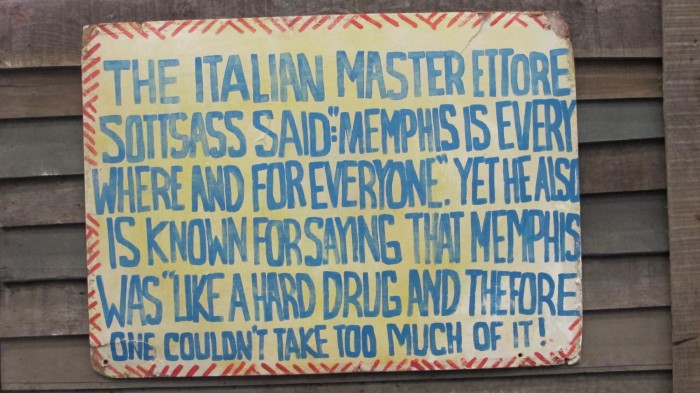 THE ITALIAN MASTER ETTORE
SOTTSASS SAID:"MEMPHIS IS EVERY
WHERE AND FOR EVERYONE". YET HE ALSO
IS KNOWN FOR SAYING THAT MEMPHIS
WAS "LIKE A HARD DRUG AND THEFORE
ONE COULDN'T TAKE TOO MUCH OF IT!